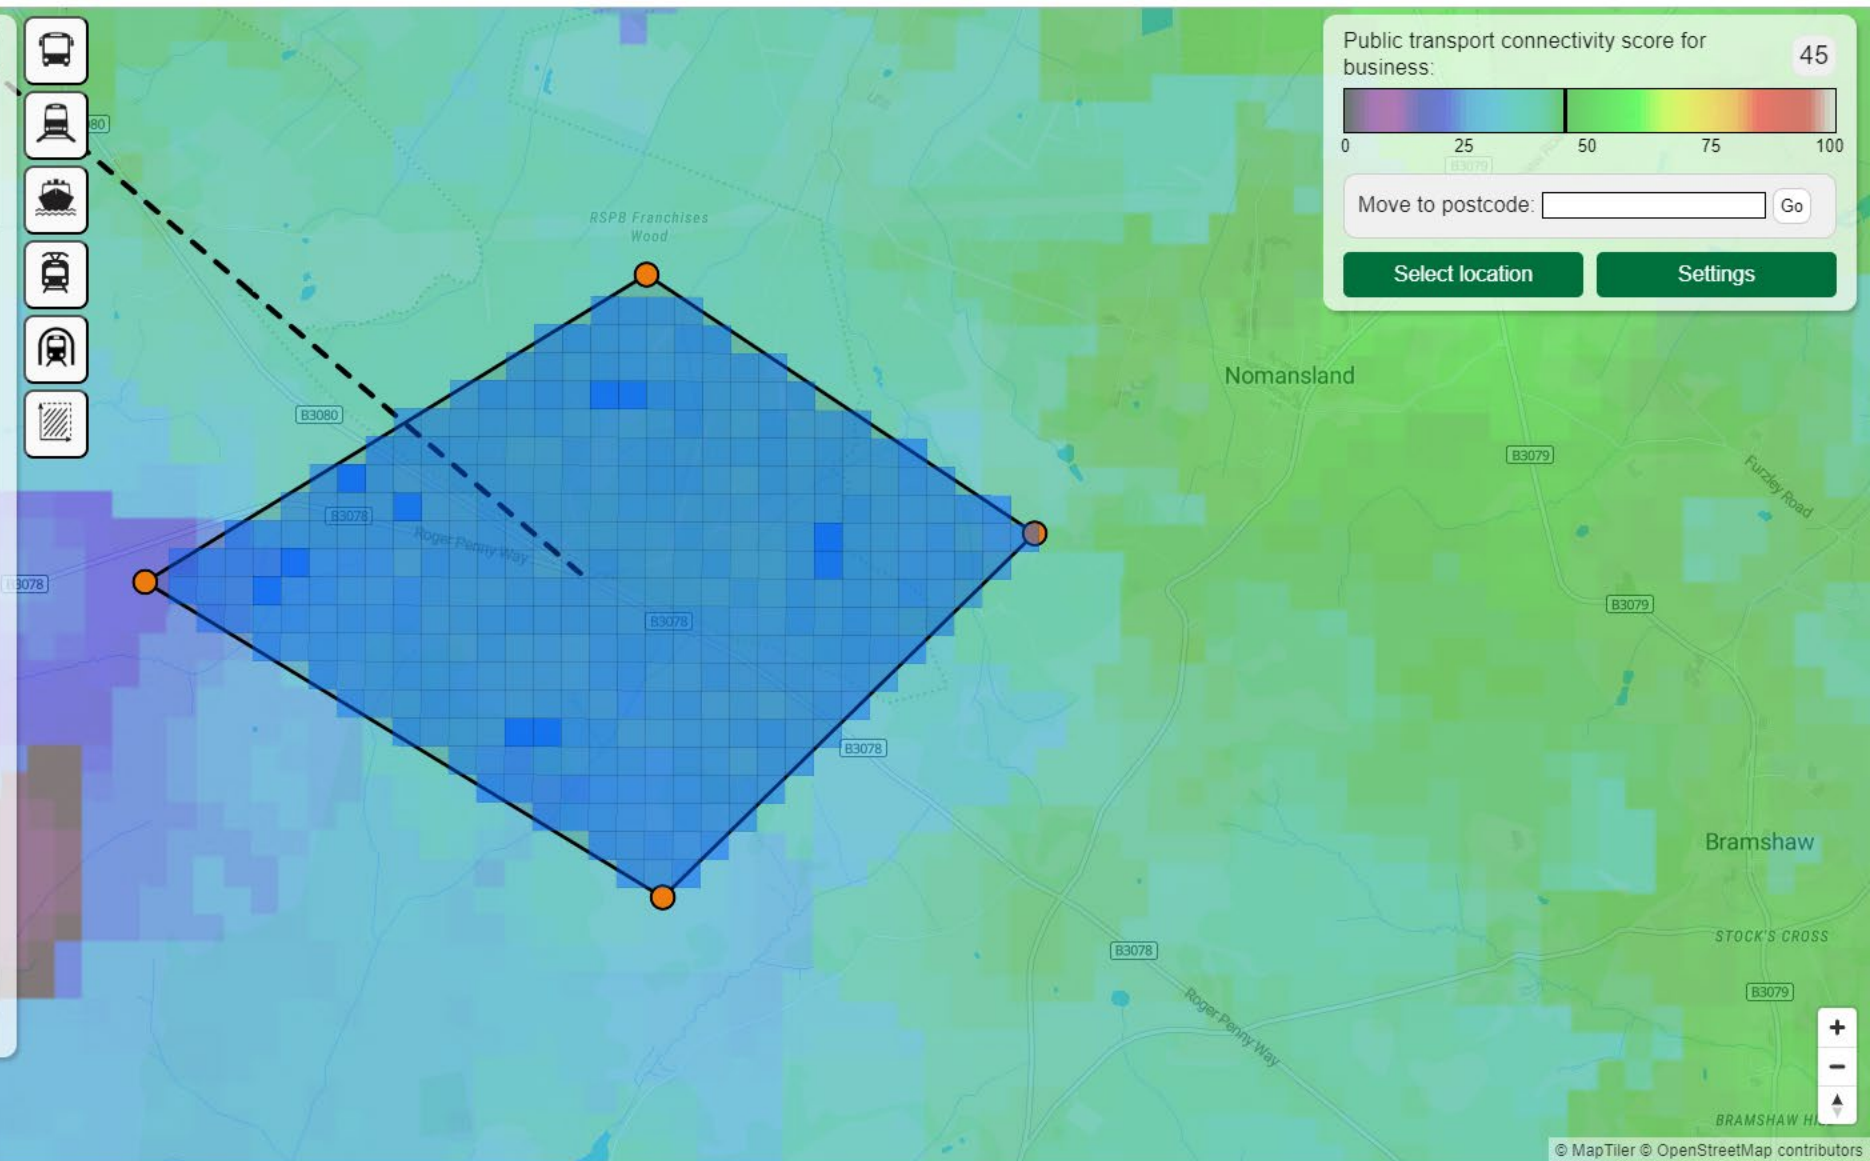 Public transport connectivity score for
business:
45
0 25 50 75 100
B3079
Move to postcode:
Go
Select location
Settings
RSPB Franchises
Wood
Nomansland
B3080
B3079
Furzley Road
B3078
Roger Penny Way
B3078
B3079
B3078
B3078
Bramshaw
STOCK'S CROSS
B3078
B3079
Roger Penny Way
+
−
© MapTiler © OpenStreetMap contributors